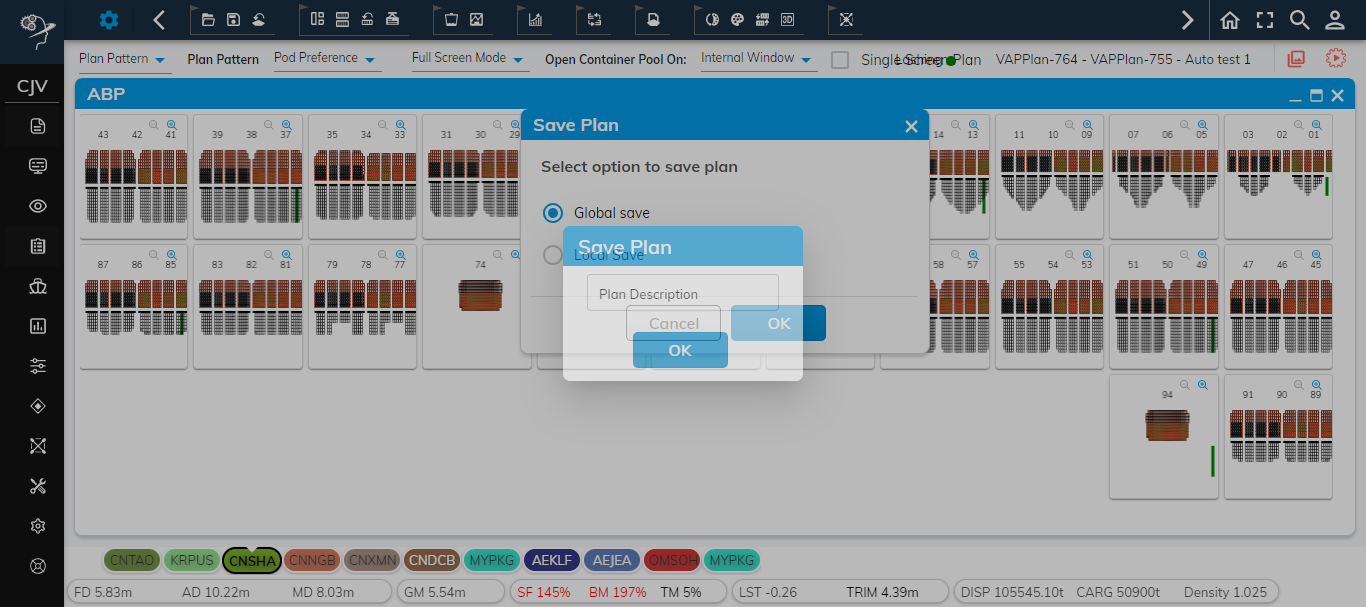 3D
Plan Pattern
Plan Pattern
Pod Preference
Full Screen Mode
Open Container Pool On:
Internal Window
Single Screen Plan
VAPPlan-764 - VAPPlan-755 - Auto test 1
CJV
ABP
Save Plan
Select option to save plan
Global save
Local Save
Cancel
OK
Save Plan
Plan Description
OK
43 42 41
39 38 37
35 34 33
31 30 29
14 13
11 10 09
07 06 05
03 02 01
87 86 85
83 82 81
79 78 77
74
58 57
55 54 53
51 50 49
47 46 45
94
91 90 89
CNTAO KRPUS CNSHA CNNGB CNXMN CNDCB MYPKG AEKLF AEJEA OMSOH MYPKG
FD 5.83m AD 10.22m MD 8.03m GM 5.54m SF 145% BM 197% TM 5% LST -0.26 TRIM 4.39m DISP 105545.10t CARG 50900t Density 1.025